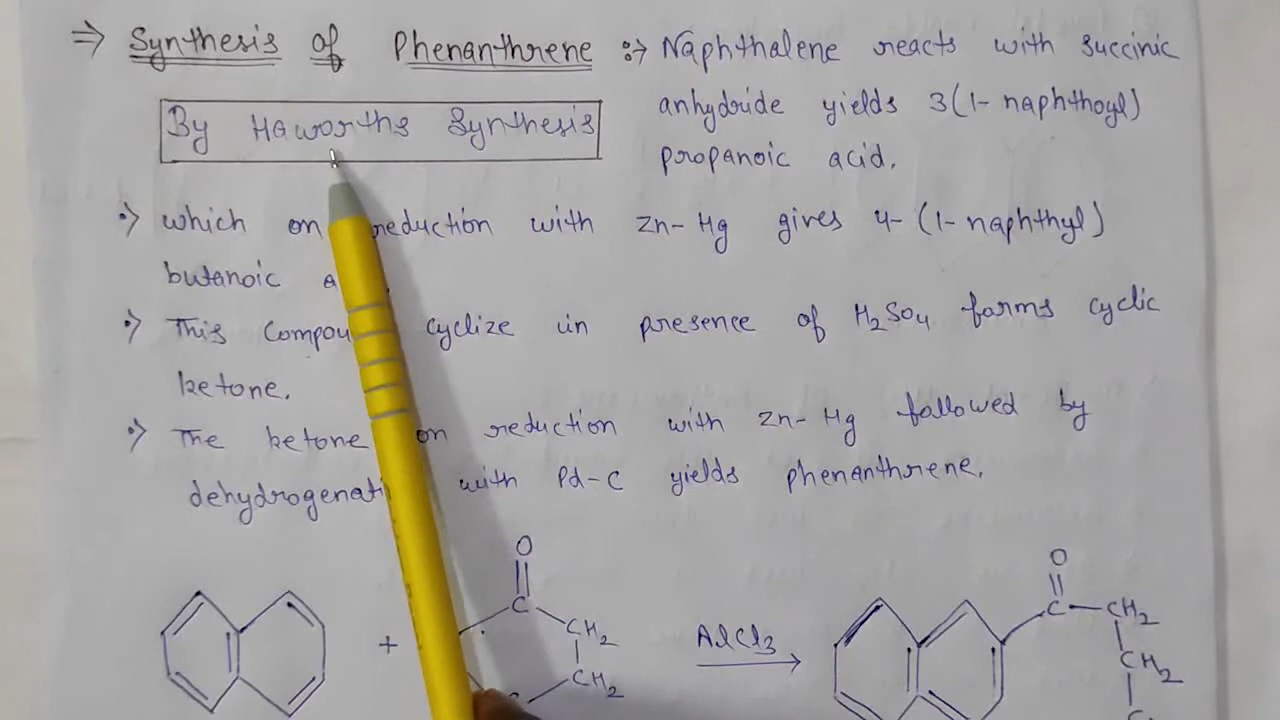 ⇒ Synthesis of Phenanthrene :→ Naphthalene reacts with succinic
By Haworths Synthesis
anhydride yields 3(1-naphthoyl)
propanoic acid.
which on reduction with Zn-Hg gives 4-(1-naphthyl)
butanoic
This cyclize in presence of H2SO4 forms cyclic
ketone.
The ketone on reduction with Zn-Hg followed by
with Pd-C yields phenanthrene.
O
C
CH2
CH2
+
AlCl3
O
C
CH2
CH2